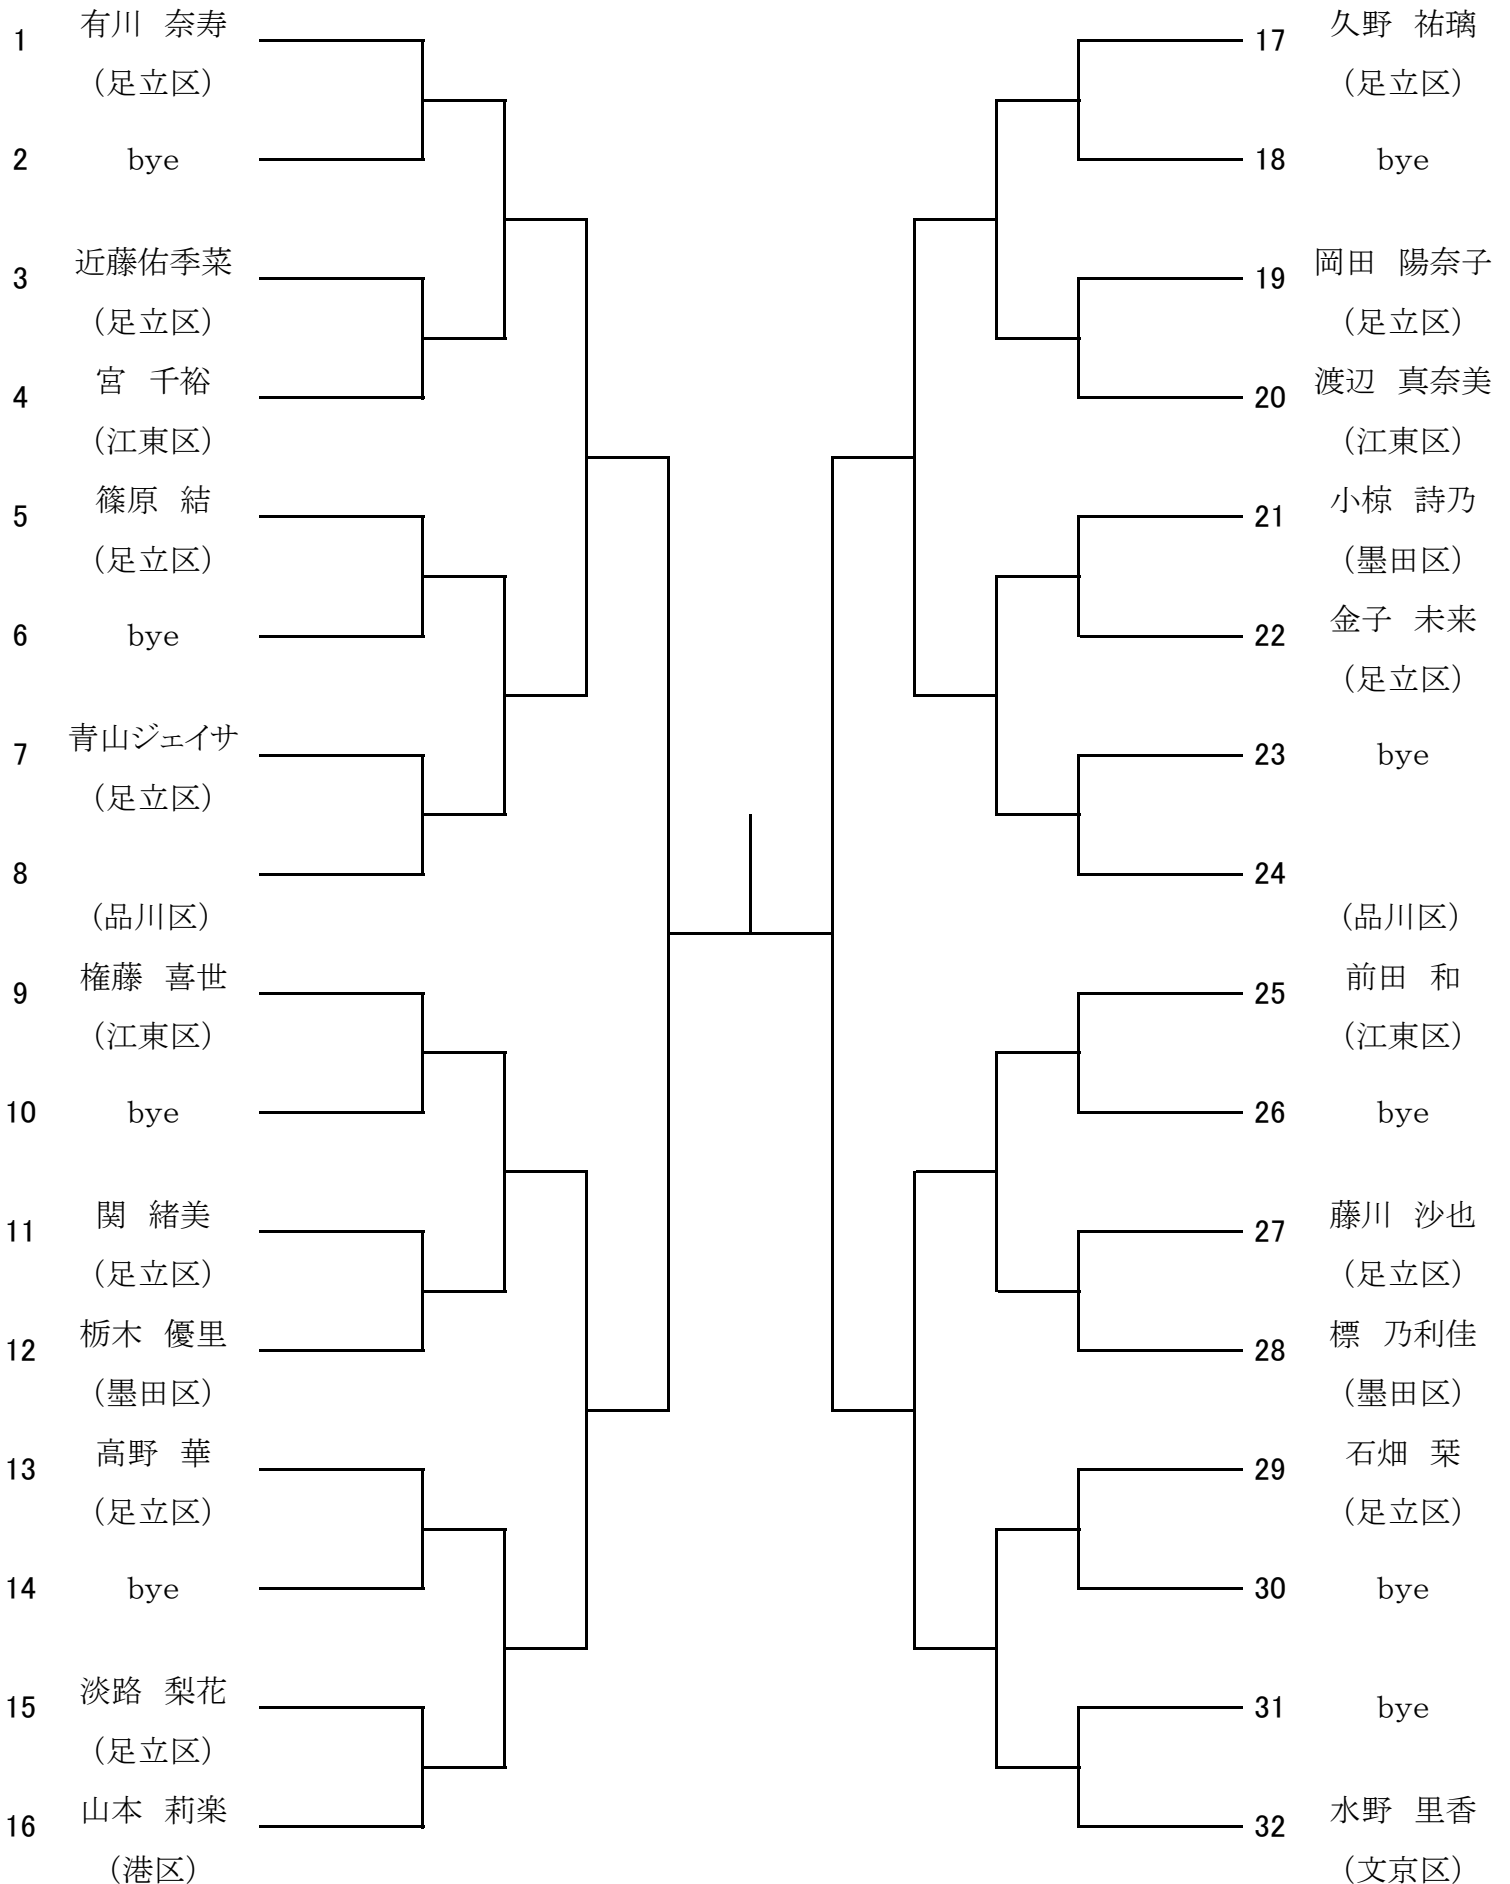 1 有川 奈寿
(足立区)
2 bye
3 近藤佑季菜
(足立区)
4 宮 千裕
(江東区)
5 篠原 結
(足立区)
6 bye
7 青山ジェイサ
(足立区)
8
(品川区)
9 権藤 喜世
(江東区)
10 bye
11 関 緒美
(足立区)
12 栃木 優里
(墨田区)
13 高野 華
(足立区)
14 bye
15 淡路 梨花
(足立区)
16 山本 莉楽
(港区)
17 久野 祐璃
(足立区)
18 bye
19 岡田 陽奈子
(足立区)
20 渡辺 真奈美
(江東区)
21 小椋 詩乃
(墨田区)
22 金子 未来
(足立区)
23 bye
24
(品川区)
25 前田 和
(江東区)
26 bye
27 藤川 沙也
(足立区)
28 標 乃利佳
(墨田区)
29 石畑 栞
(足立区)
30 bye
31 bye
32 水野 里香
(文京区)